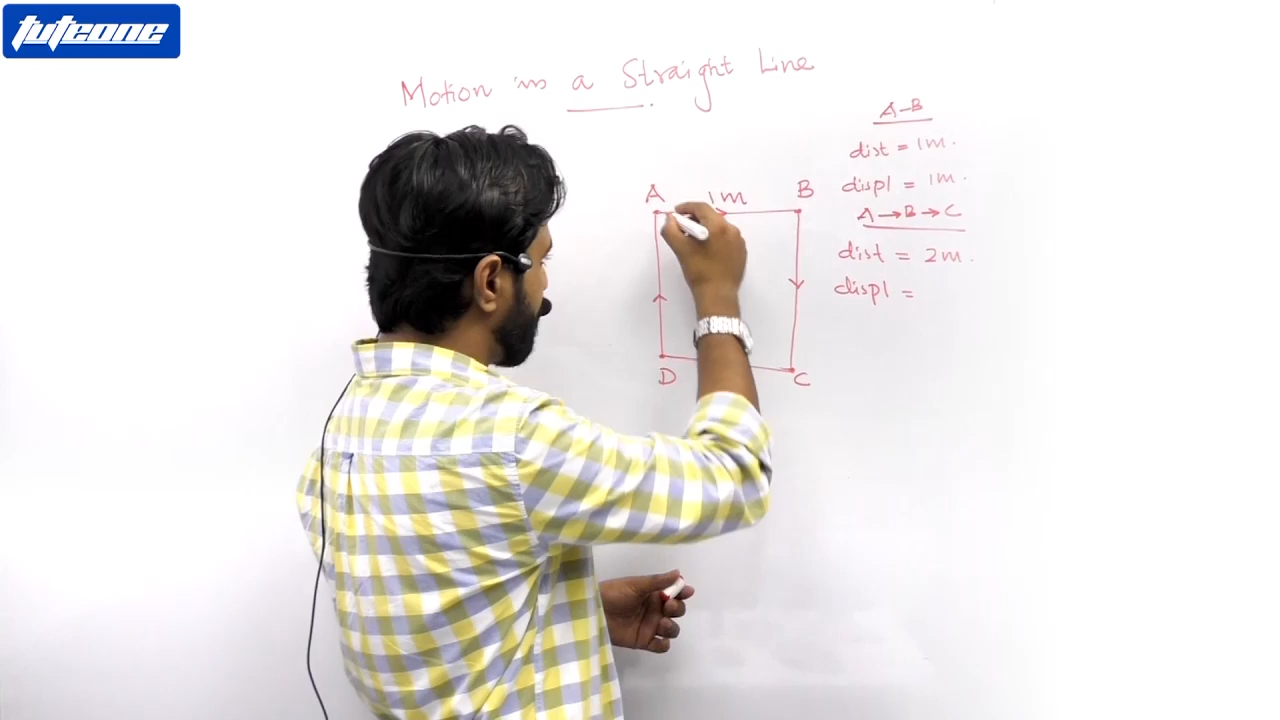 tuteone
Motion in a Straight Line
A-B
dist = 1m.
displ = 1m.
A→B→C
dist = 2m.
displ =
A 1m B
D C